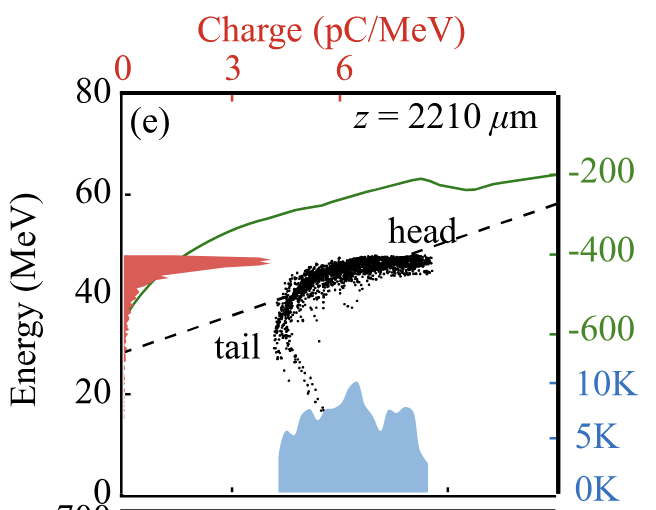 Charge (pC/MeV)
0 3 6
80
(e)
z = 2210 μm
-200
60
head
-400
40
Energy (MeV)
tail
-600
10K
20
5K
0
0K